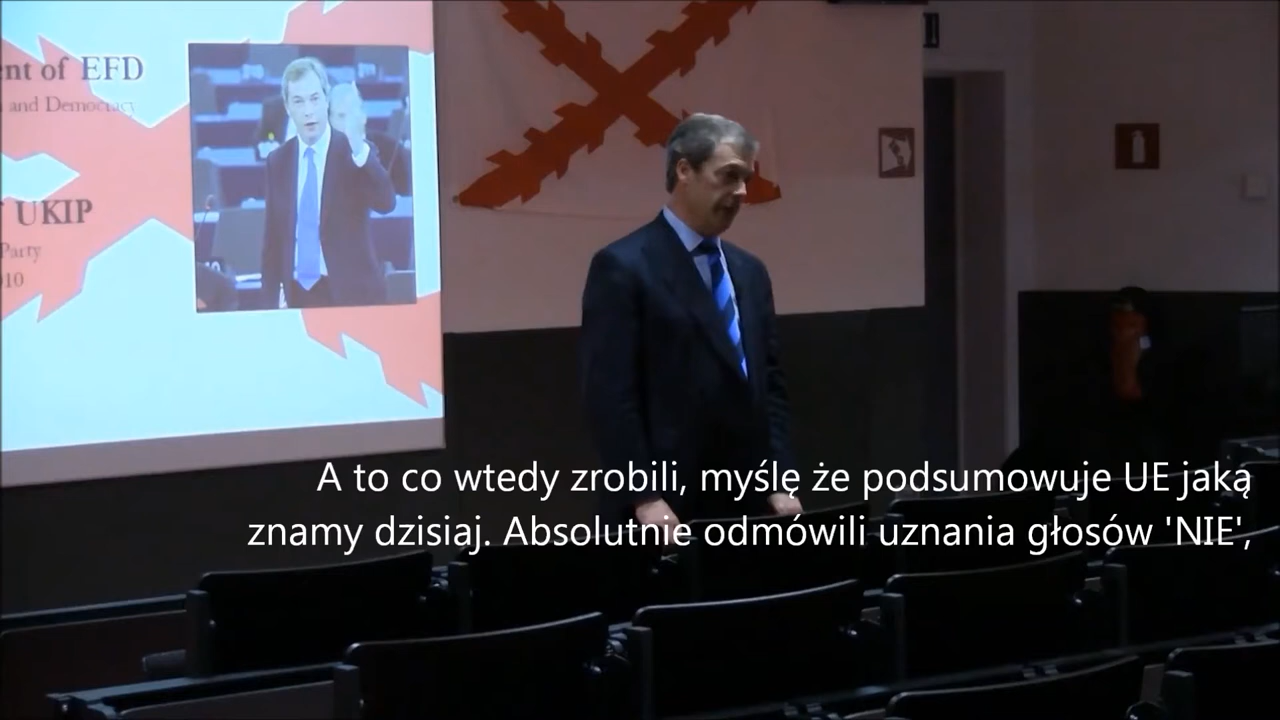 ent of EFD
and Democracy
UKIP
Party
10
A to co wtedy zrobili, myślę że podsumowuje UE jaką
znamy dzisiaj. Absolutnie odmówili uznania głosów 'NIE',